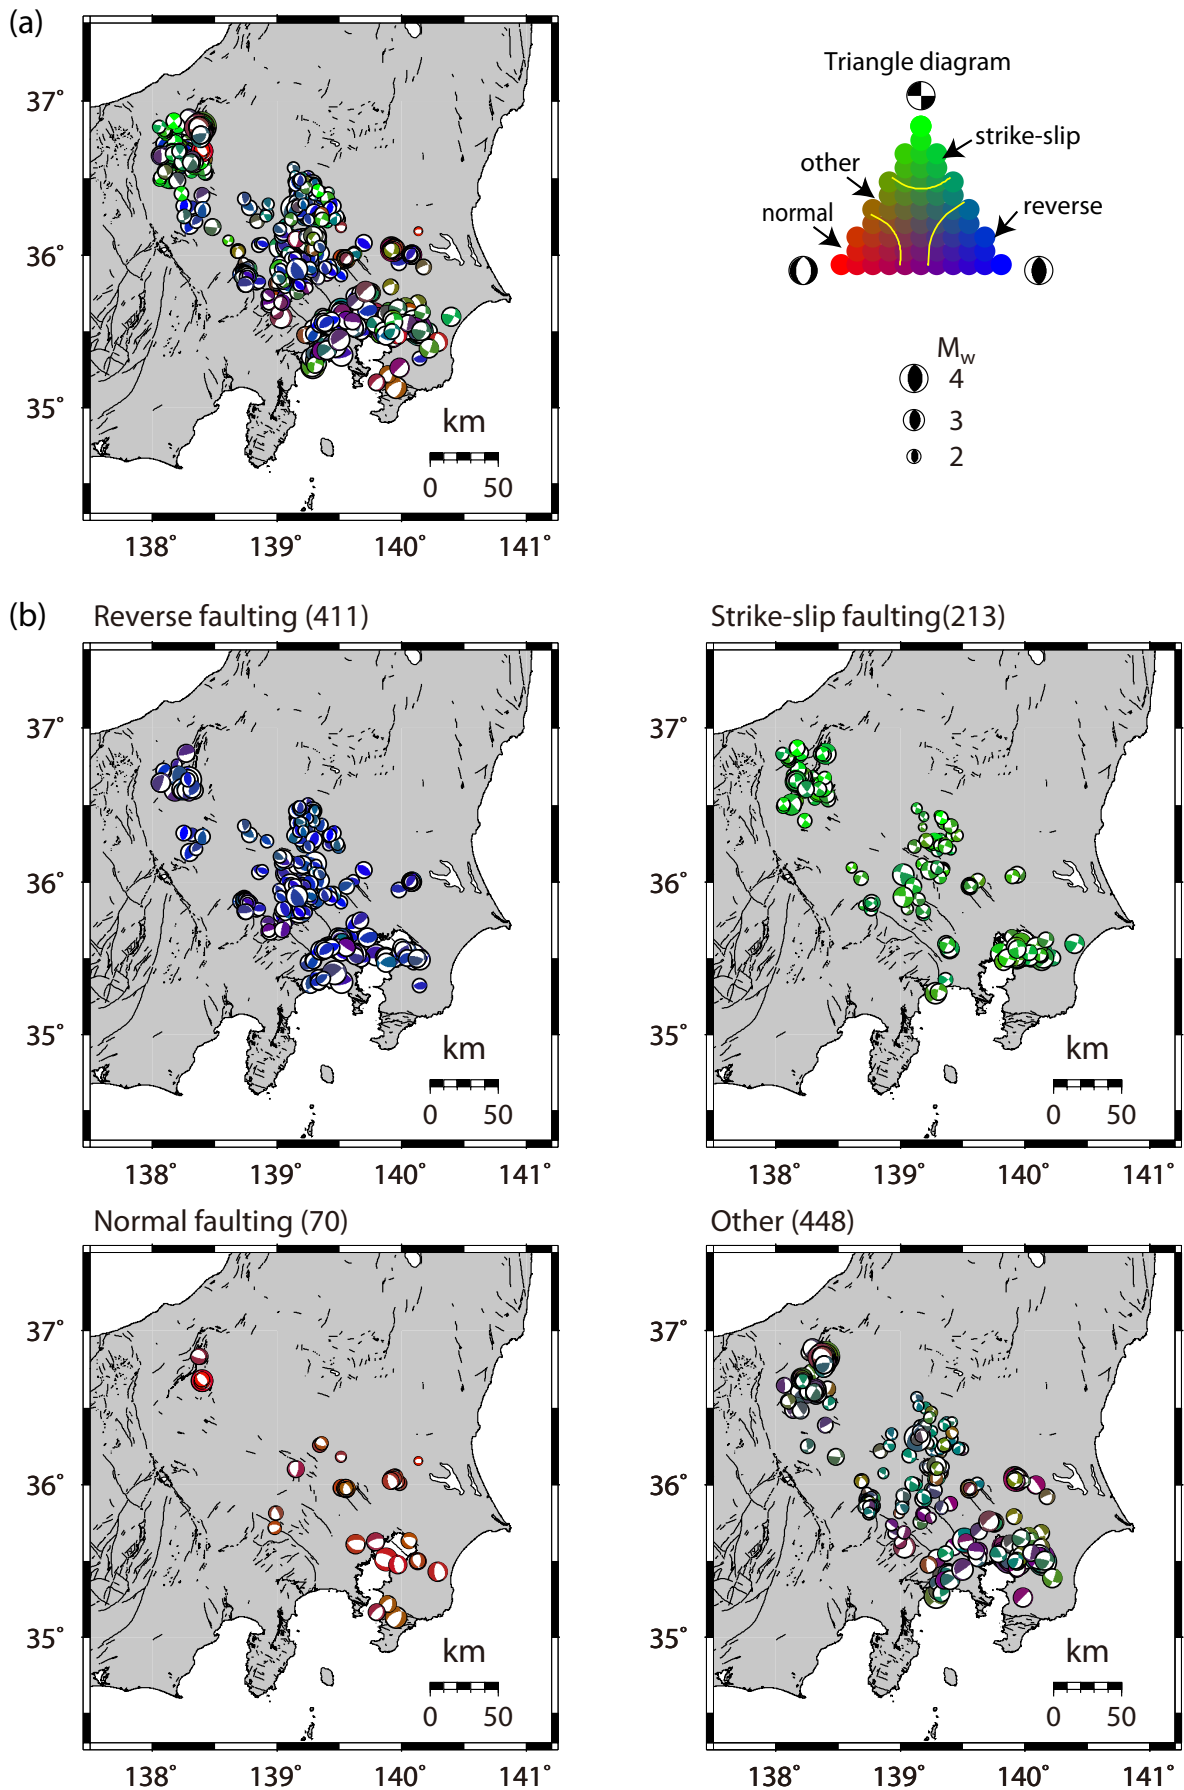 (a)
37°
36°
35°
138° 139° 140° 141°
km
0 50
Triangle diagram
strike-slip
other
normal
reverse
Mw
4
3
2
(b)
Reverse faulting (411)
37°
36°
35°
138° 139° 140° 141°
km
0 50
Strike-slip faulting(213)
37°
36°
35°
138° 139° 140° 141°
km
0 50
Normal faulting (70)
37°
36°
35°
138° 139° 140° 141°
km
0 50
Other (448)
37°
36°
35°
138° 139° 140° 141°
km
0 50